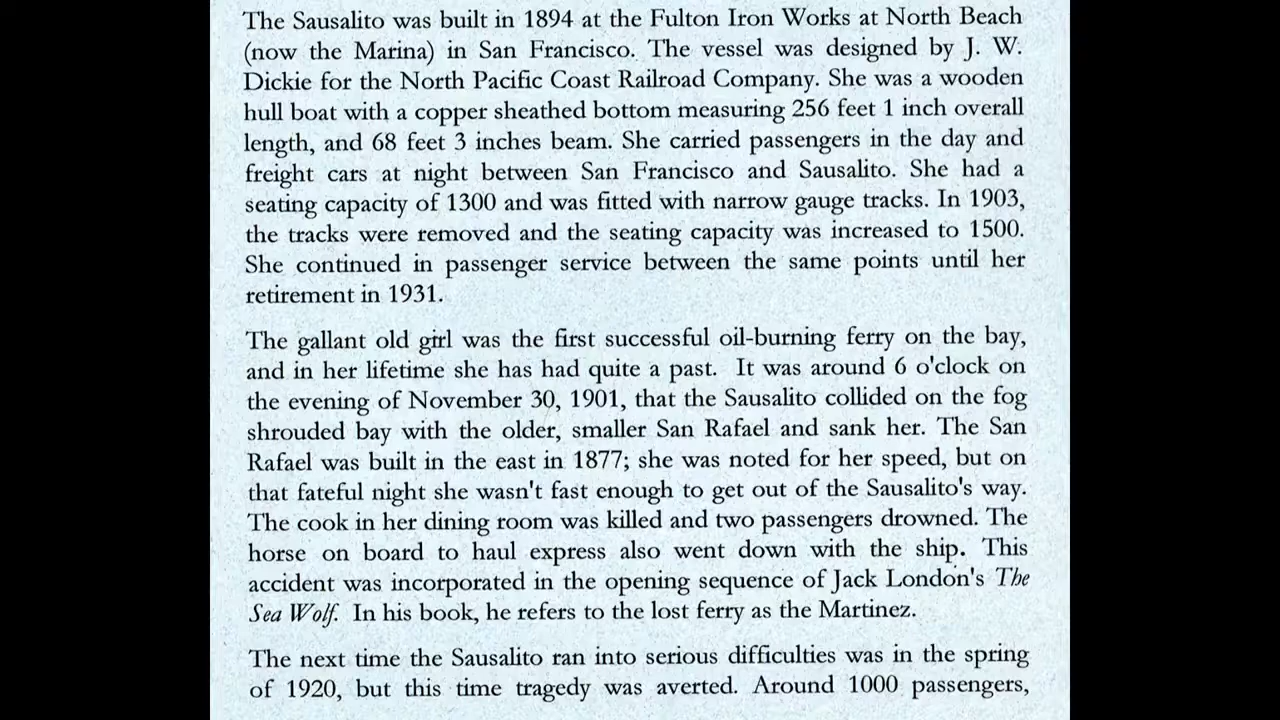 The Sausalito was built in 1894 at the Fulton Iron Works at North Beach
(now the Marina) in San Francisco. The vessel was designed by J. W.
Dickie for the North Pacific Coast Railroad Company. She was a wooden
hull boat with a copper sheathed bottom measuring 256 feet 1 inch overall
length, and 68 feet 3 inches beam. She carried passengers in the day and
freight cars at night between San Francisco and Sausalito. She had a
seating capacity of 1300 and was fitted with narrow gauge tracks. In 1903,
the tracks were removed and the seating capacity was increased to 1500.
She continued in passenger service between the same points until her
retirement in 1931.
The gallant old girl was the first successful oil-burning ferry on the bay,
and in her lifetime she has had quite a past. It was around 6 o'clock on
the evening of November 30, 1901, that the Sausalito collided on the fog
shrouded bay with the older, smaller San Rafael and sank her. The San
Rafael was built in the east in 1877; she was noted for her speed, but on
that fateful night she wasn't fast enough to get out of the Sausalito's way.
The cook in her dining room was killed and two passengers drowned. The
horse on board to haul express also went down with the ship. This
accident was incorporated in the opening sequence of Jack London's The
Sea Wolf. In his book, he refers to the lost ferry as the Martinez.
The next time the Sausalito ran into serious difficulties was in the spring
of 1920, but this time tragedy was averted. Around 1000 passengers,